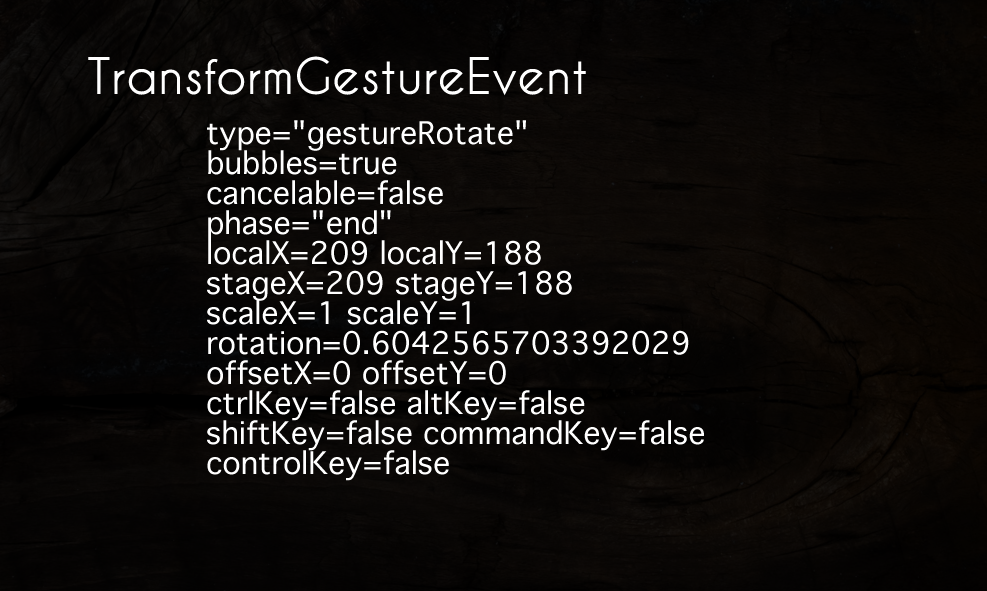 TransformGestureEvent
type="gestureRotate"
bubbles=true
cancelable=false
phase="end"
localX=209 localY=188
stageX=209 stageY=188
scaleX=1 scaleY=1
rotation=0.6042565703392029
offsetX=0 offsetY=0
ctrlKey=false altKey=false
shiftKey=false commandKey=false
controlKey=false